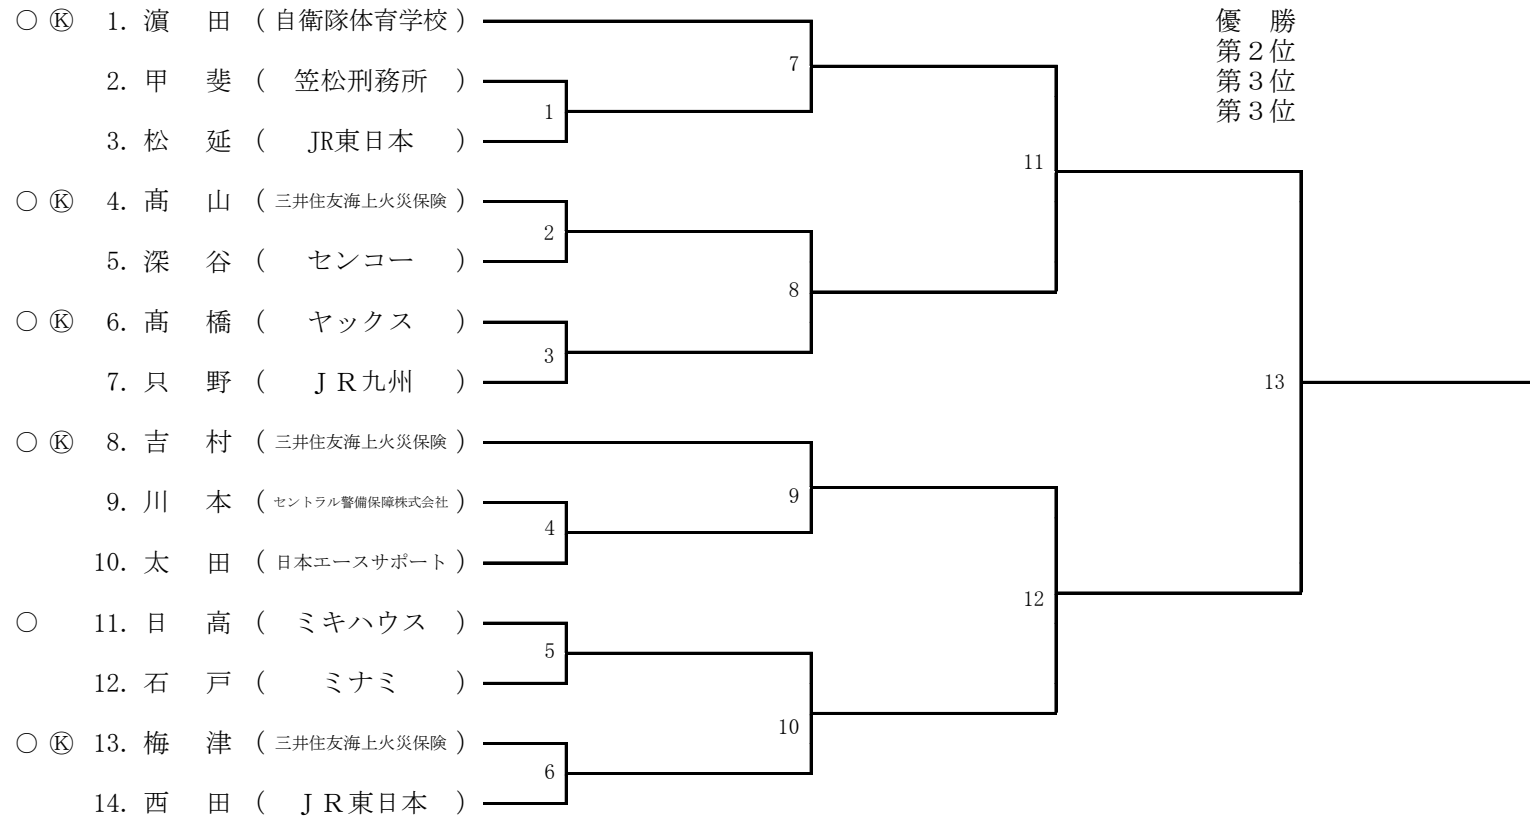 ○ Ⓚ 1. 濵 田 ( 自衛隊体育学校 )
優 勝
第２位
第３位
第３位
7
2. 甲 斐 ( 笠松刑務所 )
1
3. 松 延 ( JR東日本 )
11
○ Ⓚ 4. 髙 山 ( 三井住友海上火災保険 )
2
5. 深 谷 ( センコー )
8
○ Ⓚ 6. 髙 橋 ( ヤックス )
3
7. 只 野 ( ＪＲ九州 )
13
○ Ⓚ 8. 吉 村 ( 三井住友海上火災保険 )
9
9. 川 本 ( セントラル警備保障株式会社 )
4
10. 太 田 ( 日本エースサポート )
12
○ 11. 日 高 ( ミキハウス )
5
12. 石 戸 ( ミナミ )
10
○ Ⓚ 13. 梅 津 ( 三井住友海上火災保険 )
6
14. 西 田 ( ＪＲ東日本 )